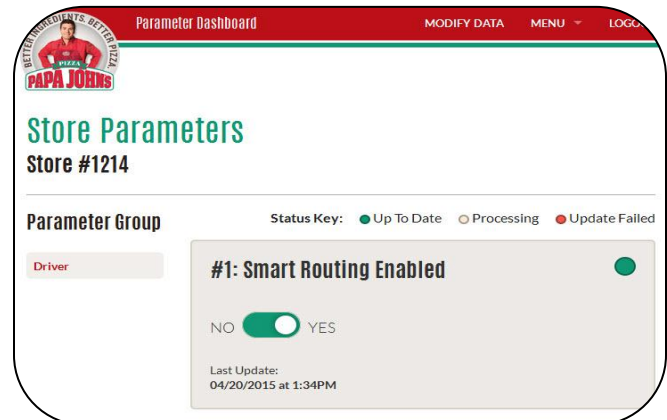 BETTER INGREDIENTS. BETTER PIZZA.
PIZZA
PAPA JOHNS
Parameter Dashboard
MODIFY DATA
MENU
Store Parameters
Store #1214
Parameter Group
Status Key: Up To Date Processing Update Failed
Driver
#1: Smart Routing Enabled
NO YES
Last Update:
04/20/2015 at 1:34PM